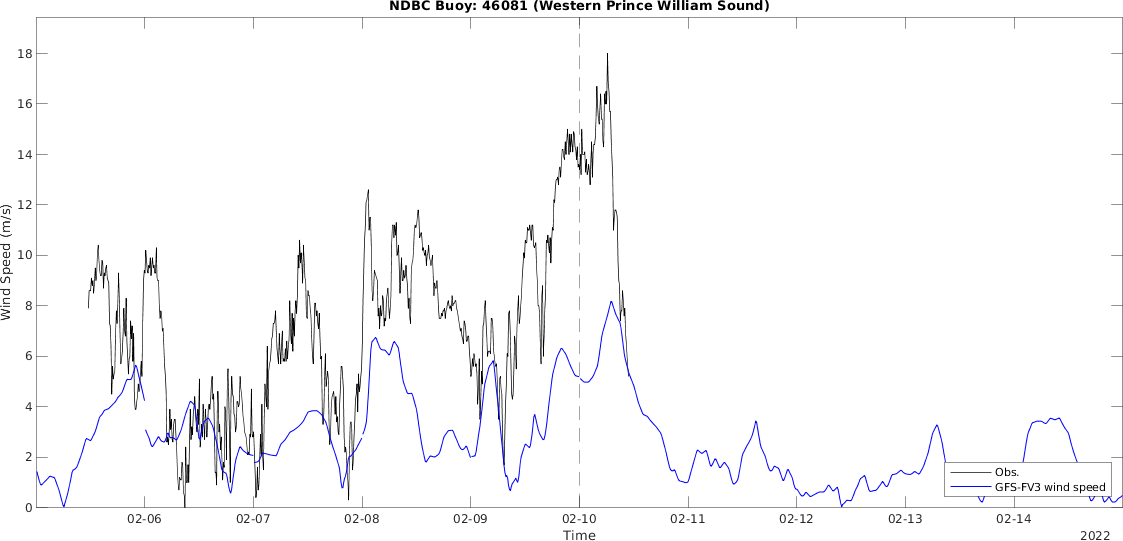 NDBC Buoy: 46081 (Western Prince William Sound)
Wind Speed (m/s)
18
16
14
12
10
8
6
4
2
0
02-06 02-07 02-08 02-09 02-10 02-11 02-12 02-13 02-14
Time
2022
Obs.
GFS-FV3 wind speed